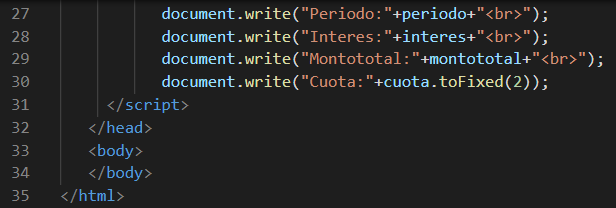 27 document.write("Periodo:"+periodo+"<br>");
28 document.write("Interes:"+interes+"<br>");
29 document.write("Montototal:"+montototal+"<br>");
30 document.write("Cuota:"+cuota.toFixed(2));
31 </script>
32 </head>
33 <body>
34 </body>
35 </html>